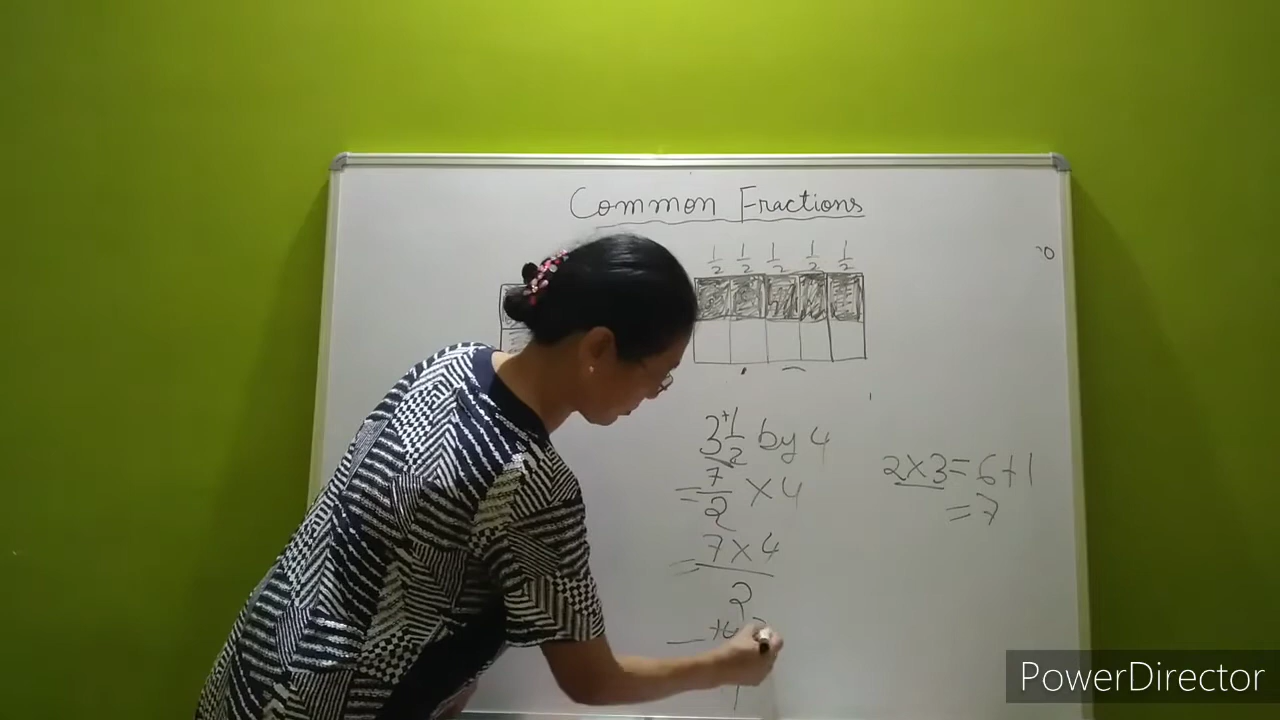 Common Fractions
1/2 1/2 1/2 1/2 1/2
3 + 1/2 by 4
= 7/2 × 4
= 7 × 4 / 2
2 × 3 = 6 + 1
= 7
PowerDirector